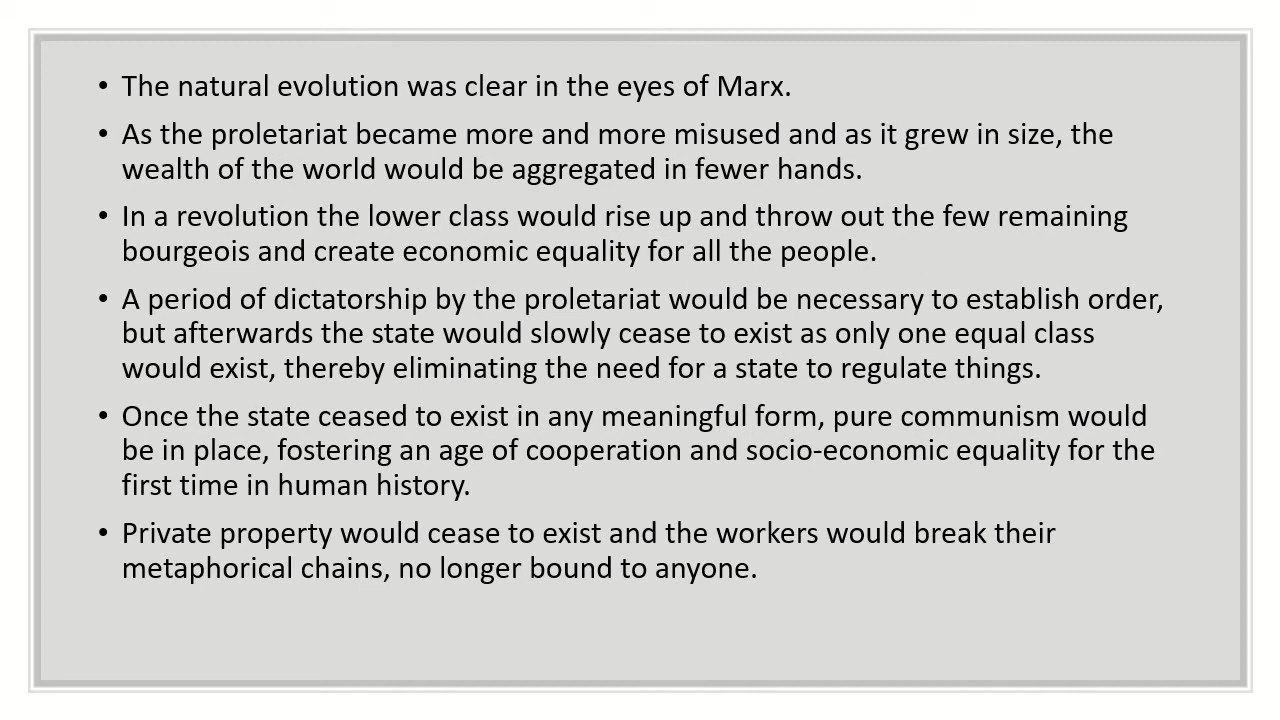 • The natural evolution was clear in the eyes of Marx.
• As the proletariat became more and more misused and as it grew in size, the
wealth of the world would be aggregated in fewer hands.
• In a revolution the lower class would rise up and throw out the few remaining
bourgeois and create economic equality for all the people.
• A period of dictatorship by the proletariat would be necessary to establish order,
but afterwards the state would slowly cease to exist as only one equal class
would exist, thereby eliminating the need for a state to regulate things.
• Once the state ceased to exist in any meaningful form, pure communism would
be in place, fostering an age of cooperation and socio-economic equality for the
first time in human history.
• Private property would cease to exist and the workers would break their
metaphorical chains, no longer bound to anyone.